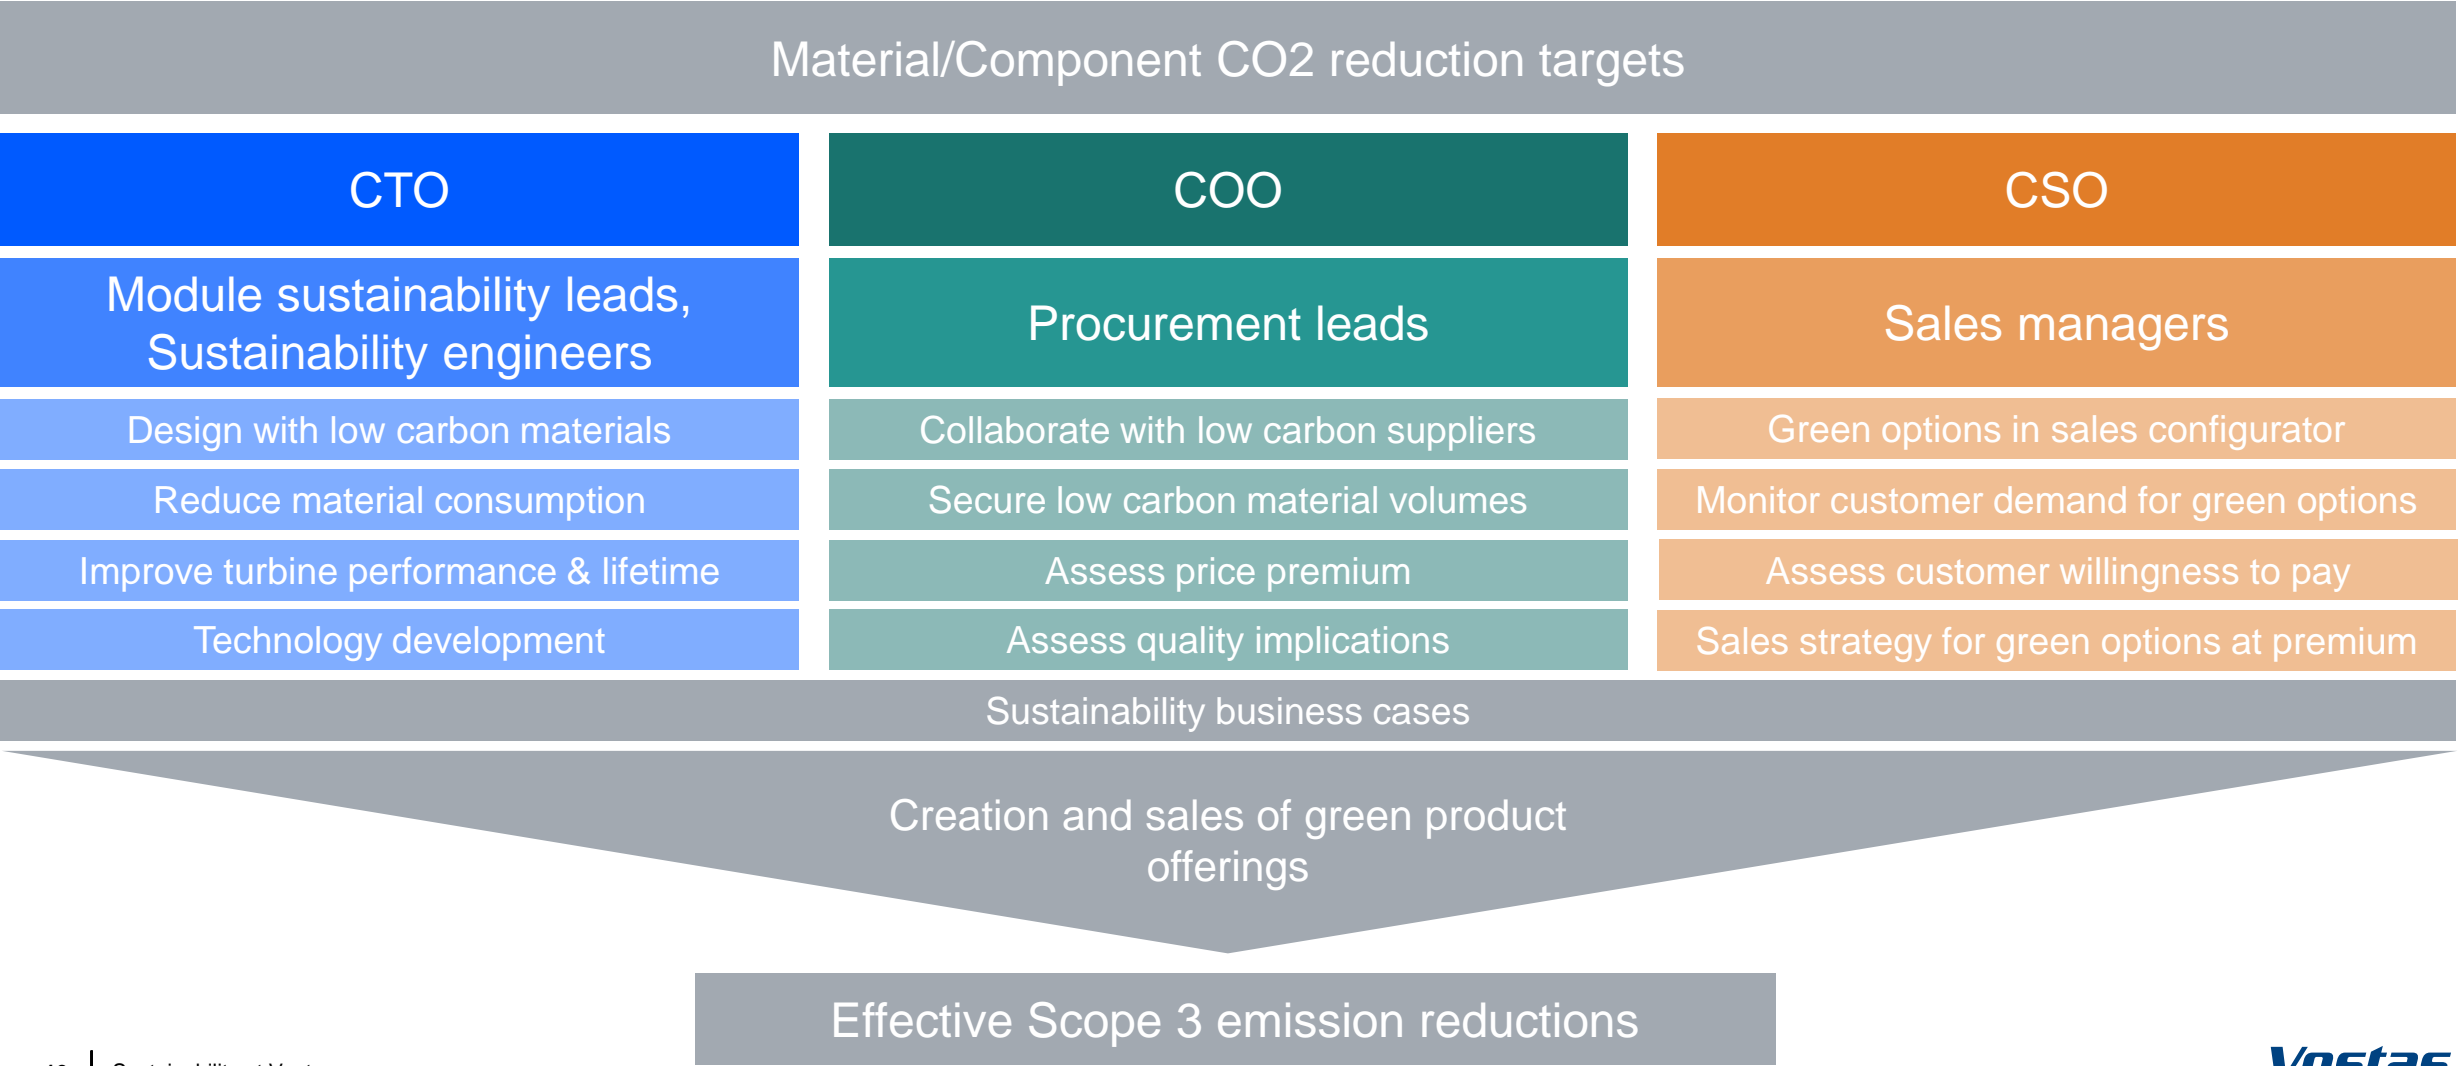 Material/Component CO2 reduction targets
CTO
COO
CSO
Module sustainability leads,
Sustainability engineers
Procurement leads
Sales managers
Design with low carbon materials
Collaborate with low carbon suppliers
Green options in sales configurator
Reduce material consumption
Secure low carbon material volumes
Monitor customer demand for green options
Improve turbine performance & lifetime
Assess price premium
Assess customer willingness to pay
Technology development
Assess quality implications
Sales strategy for green options at premium
Sustainability business cases
Creation and sales of green product
offerings
Effective Scope 3 emission reductions
Sustainability at Vestas
Vestas